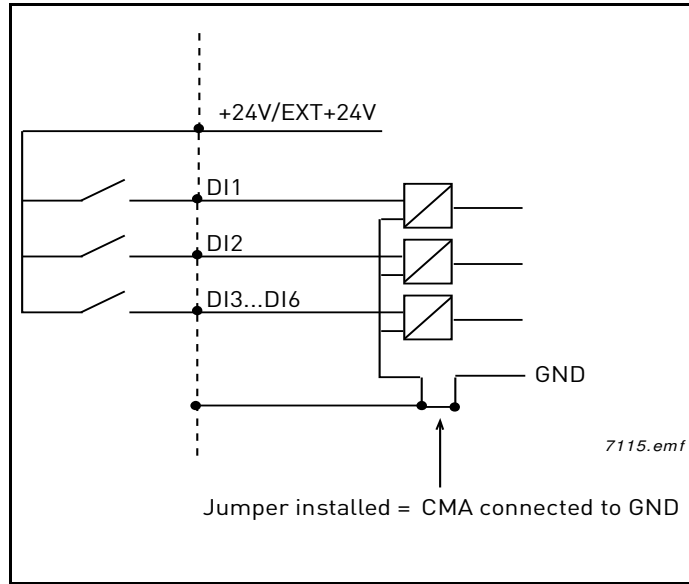 +24V/EXT+24V
DI1
DI2
DI3...DI6
GND
7115.emf
Jumper installed = CMA connected to GND